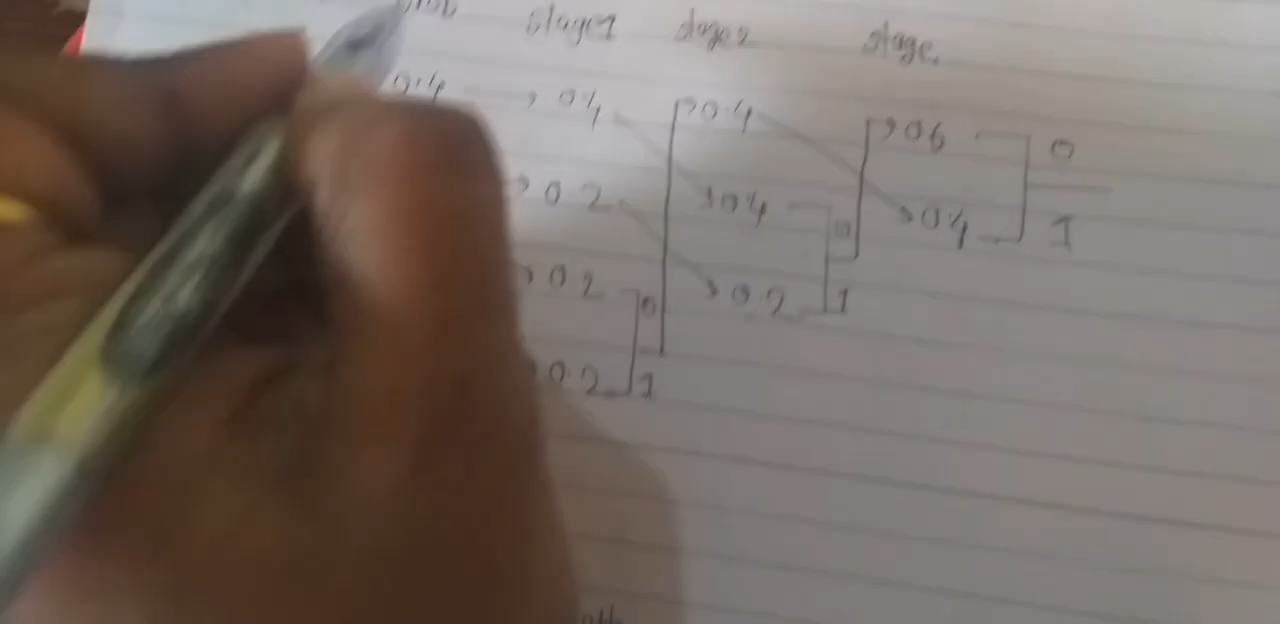 stage1 stage2 stage.
0.4 0.4 0.4 0.6 0
0.2 0.4 0 0.4 1
0.2 0 0.2 1
0.2 1